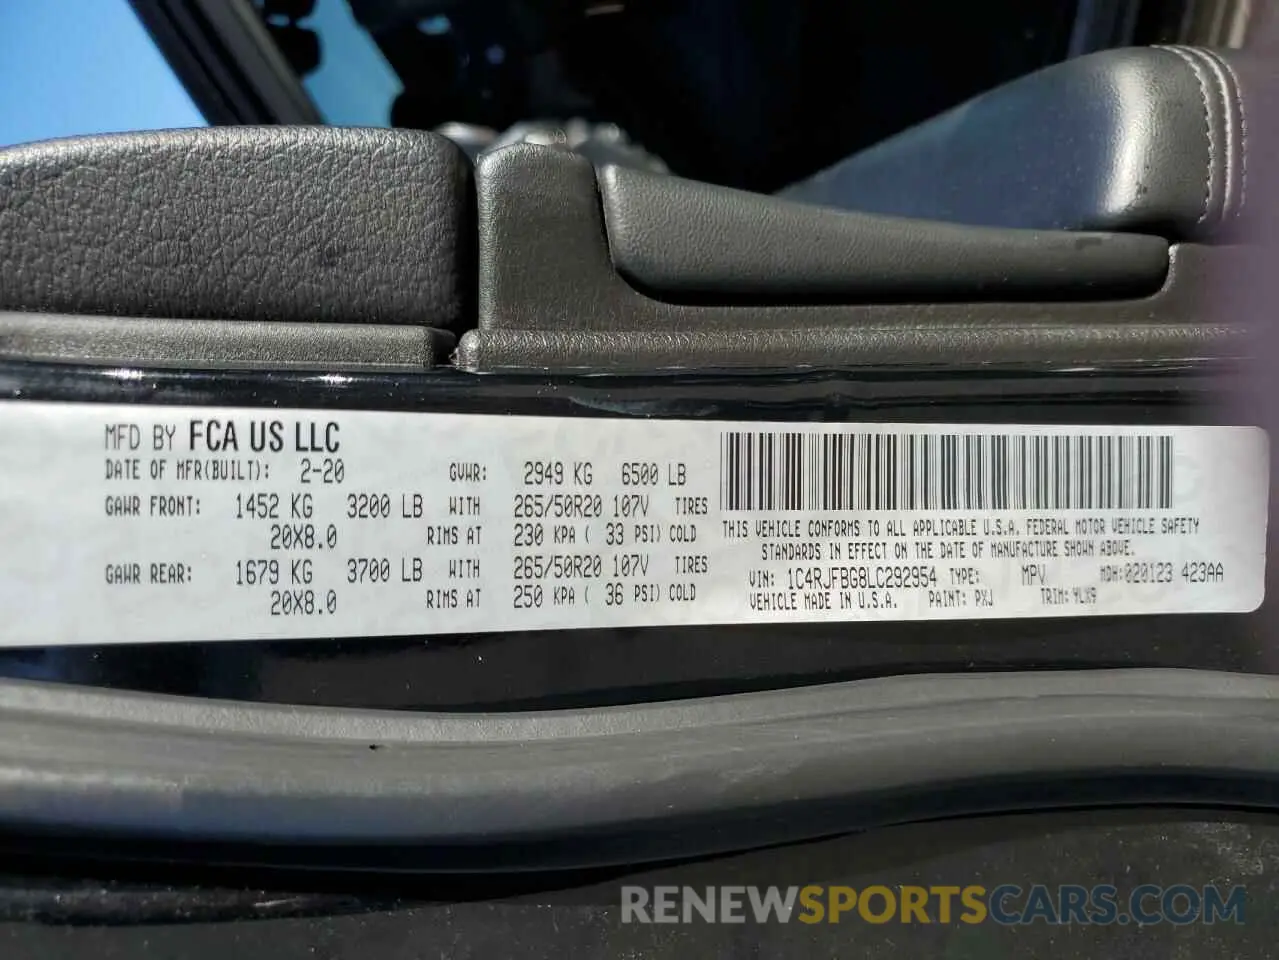 MFD BY FCA US LLC
DATE OF MFR(BUILT): 2-20 GVWR: 2949 KG 6500 LB
GAWR FRONT: 1452 KG 3200 LB WITH 265/50R20 107V TIRES
20X8.0 RIMS AT 230 KPA ( 33 PSI) COLD
GAWR REAR: 1679 KG 3700 LB WITH 265/50R20 107V TIRES
20X8.0 RIMS AT 250 KPA ( 36 PSI) COLD
THIS VEHICLE CONFORMS TO ALL APPLICABLE U.S.A. FEDERAL MOTOR VEHICLE SAFETY
STANDARDS IN EFFECT ON THE DATE OF MANUFACTURE SHOWN ABOVE.
VIN: 1C4RJFBG8LC292954 TYPE: MPV MDH: 020123 423AA
VEHICLE MADE IN U.S.A. PAINT: PXJ TRIM: YLX9
RENEWSPORTSCARS.COM